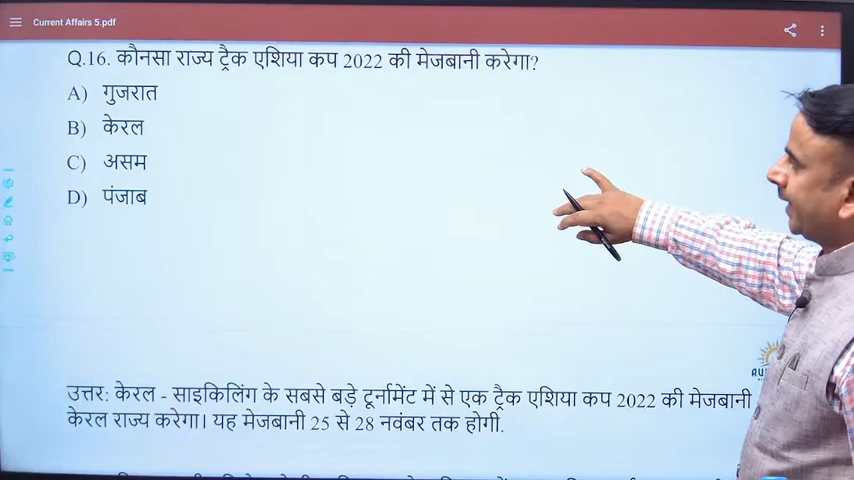 Current Affairs 5.pdf
Q.16. कौनसा राज्य ट्रैक एशिया कप 2022 की मेजबानी करेगा?
A) गुजरात
B) केरल
C) असम
D) पंजाब
उत्तर: केरल - साइकिलिंग के सबसे बड़े टूर्नामेंट में से एक ट्रैक एशिया कप 2022 की मेजबानी
केरल राज्य करेगा। यह मेजबानी 25 से 28 नवंबर तक होगी.